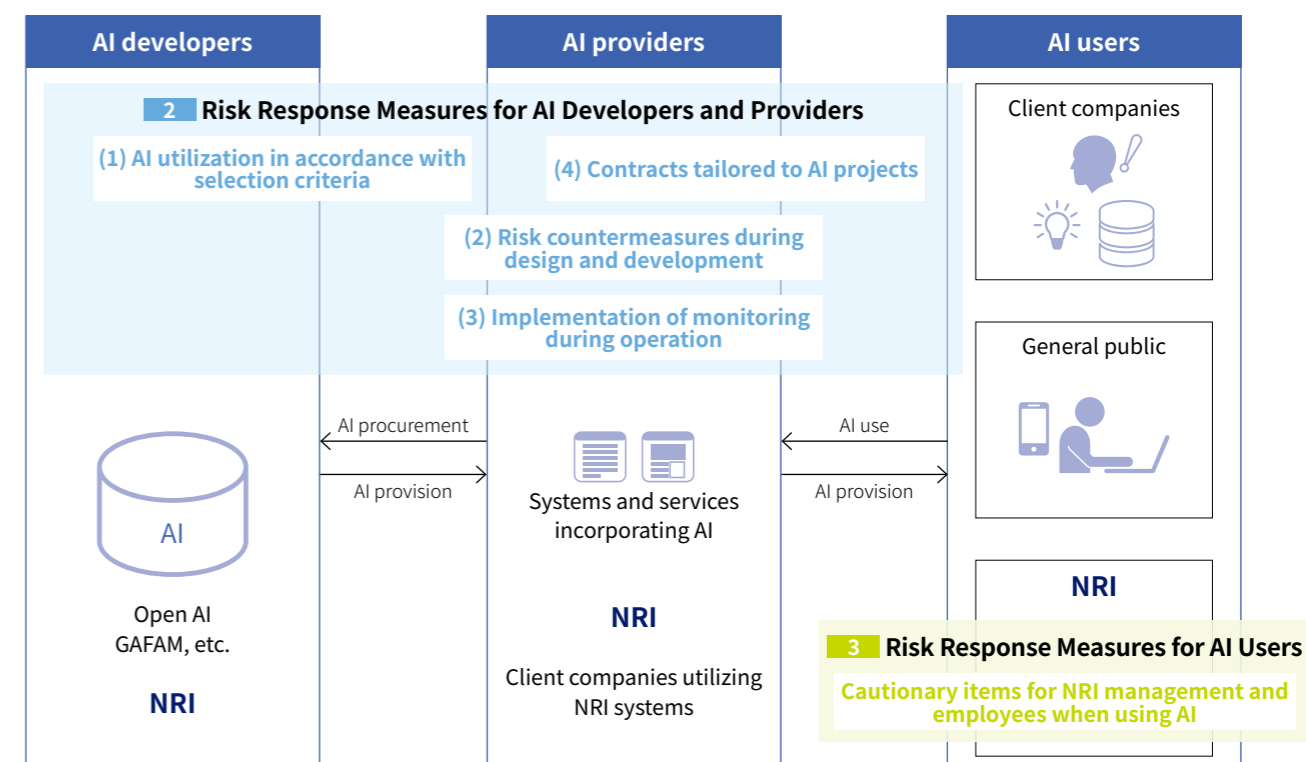 AI developers
AI providers
AI users
2 Risk Response Measures for AI Developers and Providers
(1) AI utilization in accordance with
selection criteria
(4) Contracts tailored to AI projects
(2) Risk countermeasures during
design and development
(3) Implementation of monitoring
during operation
Client companies
General public
AI procurement
AI provision
AI use
AI provision
AI
Open AI
GAFAM, etc.
NRI
Systems and services
incorporating AI
NRI
Client companies utilizing
NRI systems
NRI
3 Risk Response Measures for AI Users
Cautionary items for NRI management and
employees when using AI